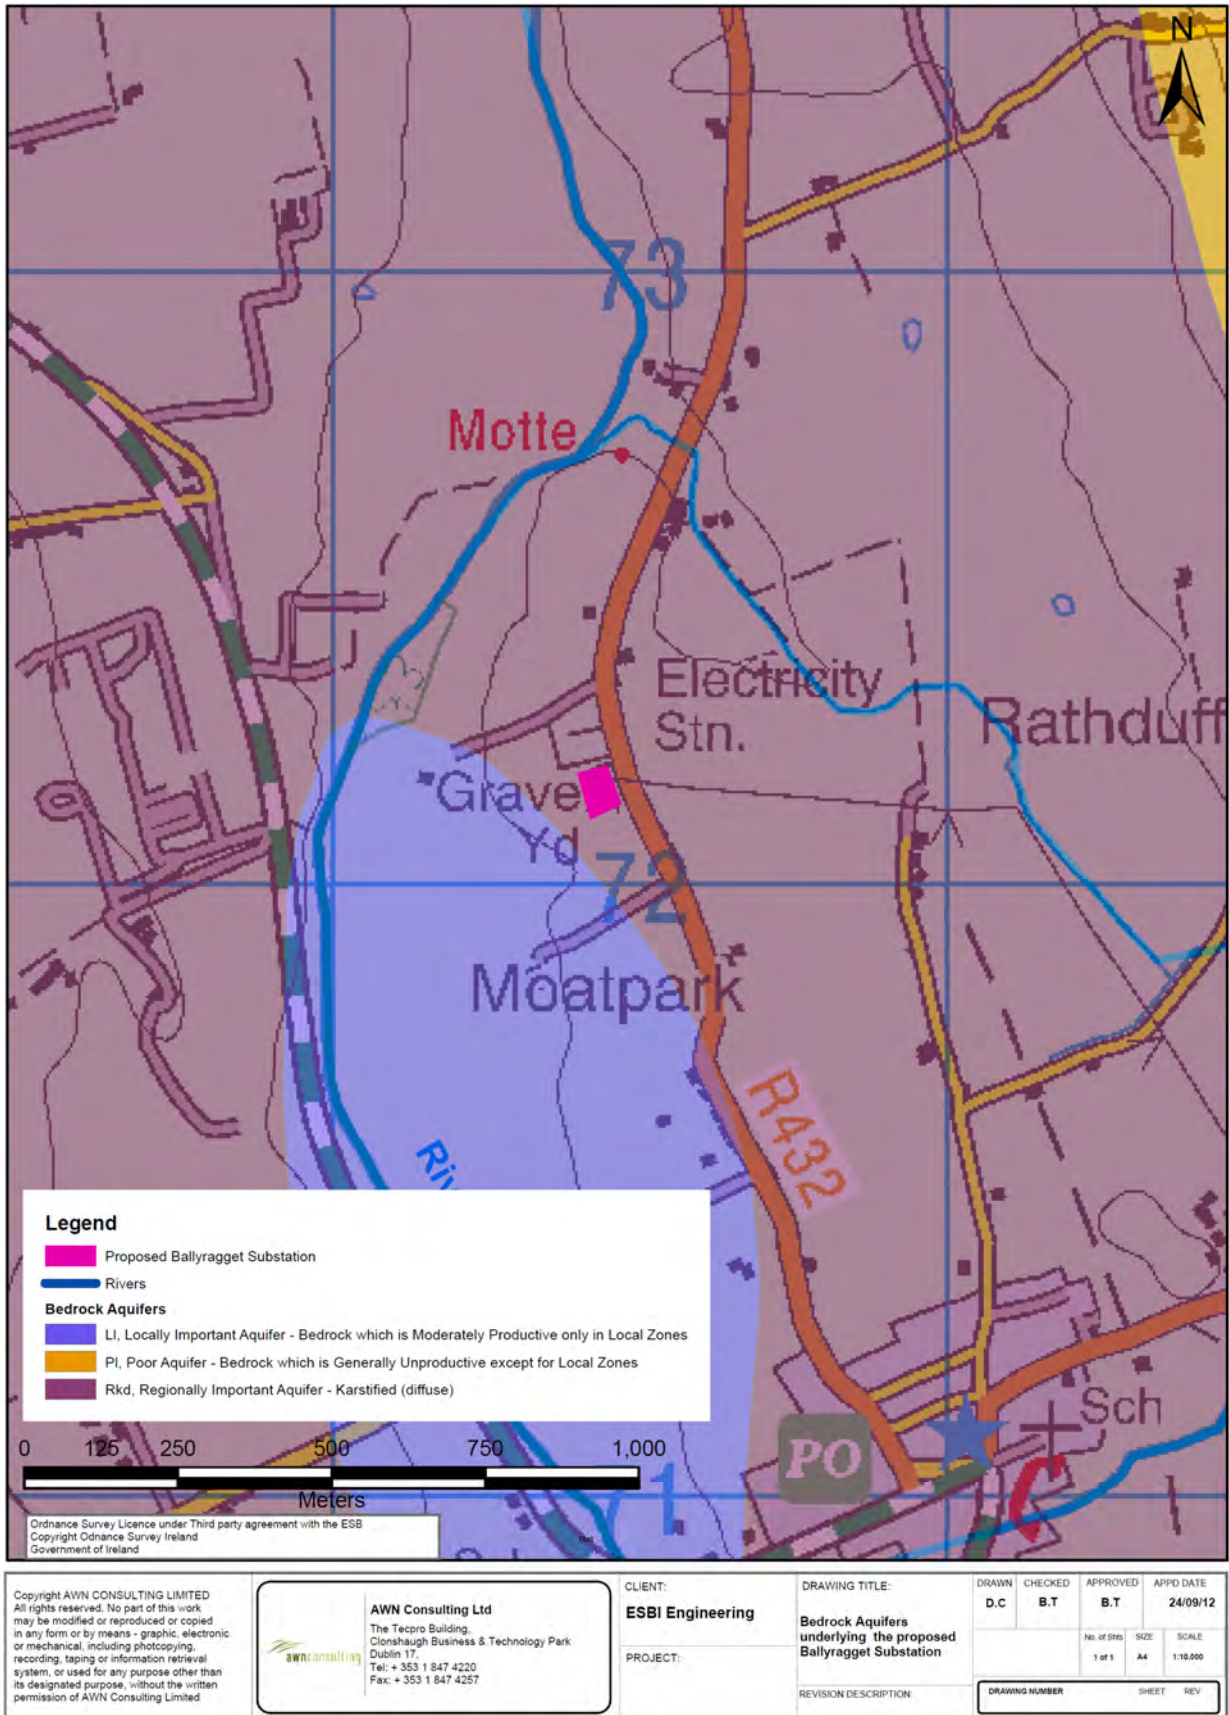 N
73
Motte
Electricity
Stn.
Rathduff
Grave
Yd
72
Moatpark
R432
Riv
Legend
Proposed Ballyragget Substation
Rivers
Bedrock Aquifers
LI, Locally Important Aquifer - Bedrock which is Moderately Productive only in Local Zones
PI, Poor Aquifer - Bedrock which is Generally Unproductive except for Local Zones
Rkd, Regionally Important Aquifer - Karstified (diffuse)
Sch
PO
0 125 250 500 750 1,000
Meters
71
Text
Ordnance Survey Licence under Third party agreement with the ESB
Copyright Odnance Survey Ireland
Government of Ireland
Copyright AWN CONSULTING LIMITED
All rights reserved. No part of this work
may be modified or reproduced or copied
in any form or by means - graphic, electronic
or mechanical, including photcopying,
recording, taping or information retrieval
system, or used for any purpose other than
its designated purpose, without the written
permission of AWN Consulting Limited
awnconsulting
AWN Consulting Ltd
The Tecpro Building,
Clonshaugh Business & Technology Park
Dublin 17,
Tel: + 353 1 847 4220
Fax: + 353 1 847 4257
CLIENT:
ESBI Engineering
PROJECT:
DRAWING TITLE:
Bedrock Aquifers
underlying the proposed
Ballyragget Substation
REVISION DESCRIPTION
DRAWN CHECKED APPROVED APPD DATE
D.C B.T B.T 24/09/12
No. of Shts SIZE SCALE
1 of 1 A4 1:10,000
DRAWING NUMBER SHEET REV